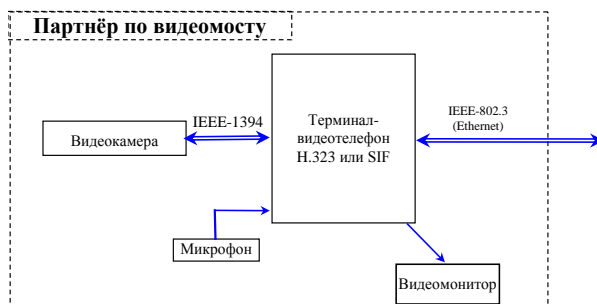 Партнёр по видеомосту
IEEE-1394
Видеокамера
Терминал-
видеотелефон
H.323 или SIF
IEEE-802.3
(Ethernet)
Микрофон
Видеомонитор